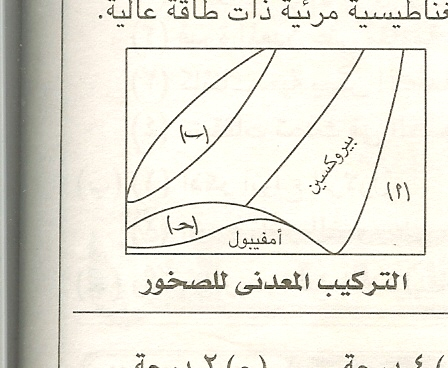 مغناطيسية مرئية ذات طاقة عالية.
(ب)
بيروكسين
(م)
(حـ)
أمفيبول
التركيب المعدنى للصخور